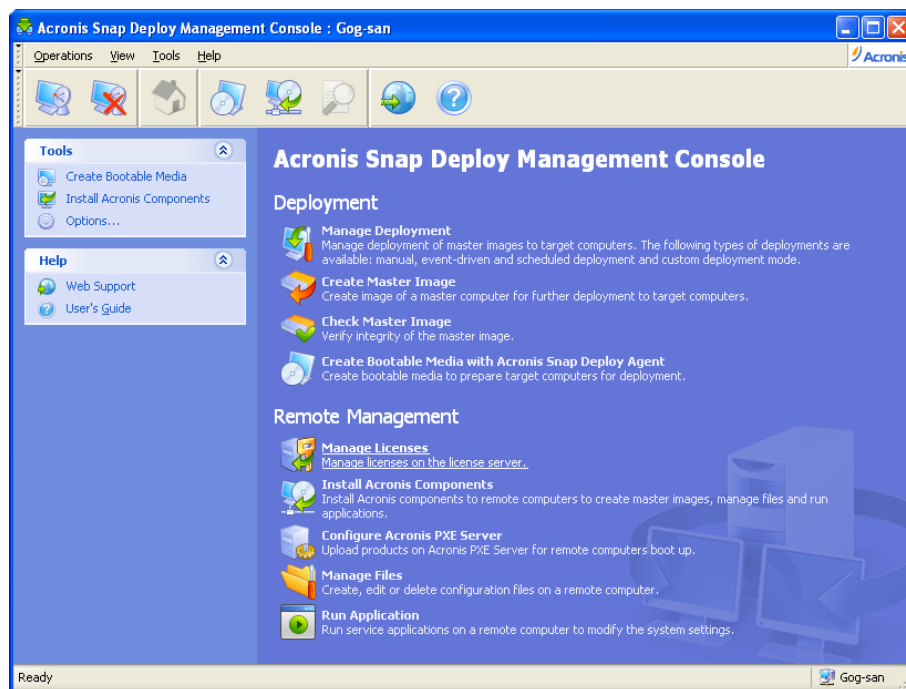 Acronis Snap Deploy Management Console : Gog-san
Operations View Tools Help
Acronis
Tools
Create Bootable Media
Install Acronis Components
Options...
Help
Web Support
User's Guide
Acronis Snap Deploy Management Console
Deployment
Manage Deployment
Manage deployment of master images to target computers. The following types of deployments are
available: manual, event-driven and scheduled deployment and custom deployment mode.
Create Master Image
Create image of a master computer for further deployment to target computers.
Check Master Image
Verify integrity of the master image.
Create Bootable Media with Acronis Snap Deploy Agent
Create bootable media to prepare target computers for deployment.
Remote Management
Manage Licenses
Manage licenses on the license server.
Install Acronis Components
Install Acronis components to remote computers to create master images, manage files and run
applications.
Configure Acronis PXE Server
Upload products on Acronis PXE Server for remote computers boot up.
Manage Files
Create, edit or delete configuration files on a remote computer.
Run Application
Run service applications on a remote computer to modify the system settings.
Ready
Gog-san